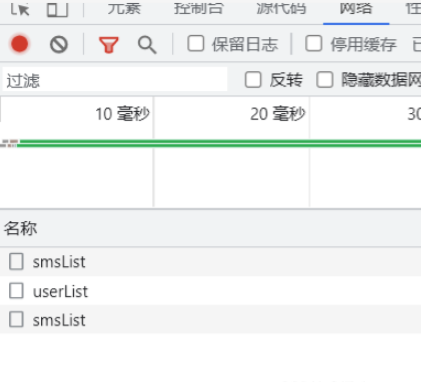 元素 控制台 源代码 网络
保留日志 停用缓存
过滤 反转 隐藏数据网
10 毫秒 20 毫秒 30
名称
smsList
userList
smsList